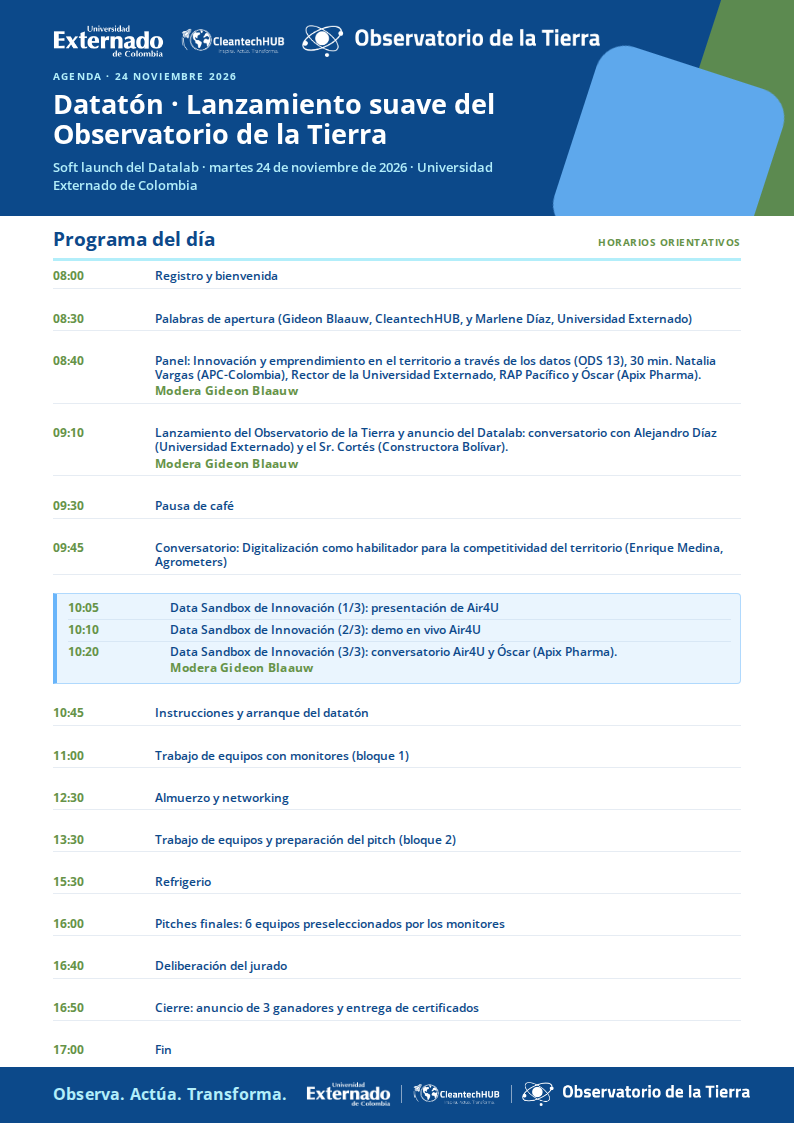 Universidad
Externado
de Colombia
CleantechHUB
Inspira. Actúa. Transforma.
Observatorio de la Tierra
AGENDA · 24 NOVIEMBRE 2026
Datatón · Lanzamiento suave del
Observatorio de la Tierra
Soft launch del Datalab · martes 24 de noviembre de 2026 · Universidad
Externado de Colombia
Programa del día
HORARIOS ORIENTATIVOS
08:00 Registro y bienvenida
08:30 Palabras de apertura (Gideon Blaauw, CleantechHUB, y Marlene Díaz, Universidad Externado)
08:40 Panel: Innovación y emprendimiento en el territorio a través de los datos (ODS 13), 30 min. Natalia
Vargas (APC-Colombia), Rector de la Universidad Externado, RAP Pacífico y Óscar (Apix Pharma).
Modera Gideon Blaauw
09:10 Lanzamiento del Observatorio de la Tierra y anuncio del Datalab: conversatorio con Alejandro Díaz
(Universidad Externado) y el Sr. Cortés (Constructora Bolívar).
Modera Gideon Blaauw
09:30 Pausa de café
09:45 Conversatorio: Digitalización como habilitador para la competitividad del territorio (Enrique Medina,
Agrometers)
10:05 Data Sandbox de Innovación (1/3): presentación de Air4U
10:10 Data Sandbox de Innovación (2/3): demo en vivo Air4U
10:20 Data Sandbox de Innovación (3/3): conversatorio Air4U y Óscar (Apix Pharma).
Modera Gideon Blaauw
10:45 Instrucciones y arranque del datatón
11:00 Trabajo de equipos con monitores (bloque 1)
12:30 Almuerzo y networking
13:30 Trabajo de equipos y preparación del pitch (bloque 2)
15:30 Refrigerio
16:00 Pitches finales: 6 equipos preseleccionados por los monitores
16:40 Deliberación del jurado
16:50 Cierre: anuncio de 3 ganadores y entrega de certificados
17:00 Fin
Observa. Actúa. Transforma.
Universidad
Externado
de Colombia
CleantechHUB
Inspira. Actúa. Transforma.
Observatorio de la Tierra